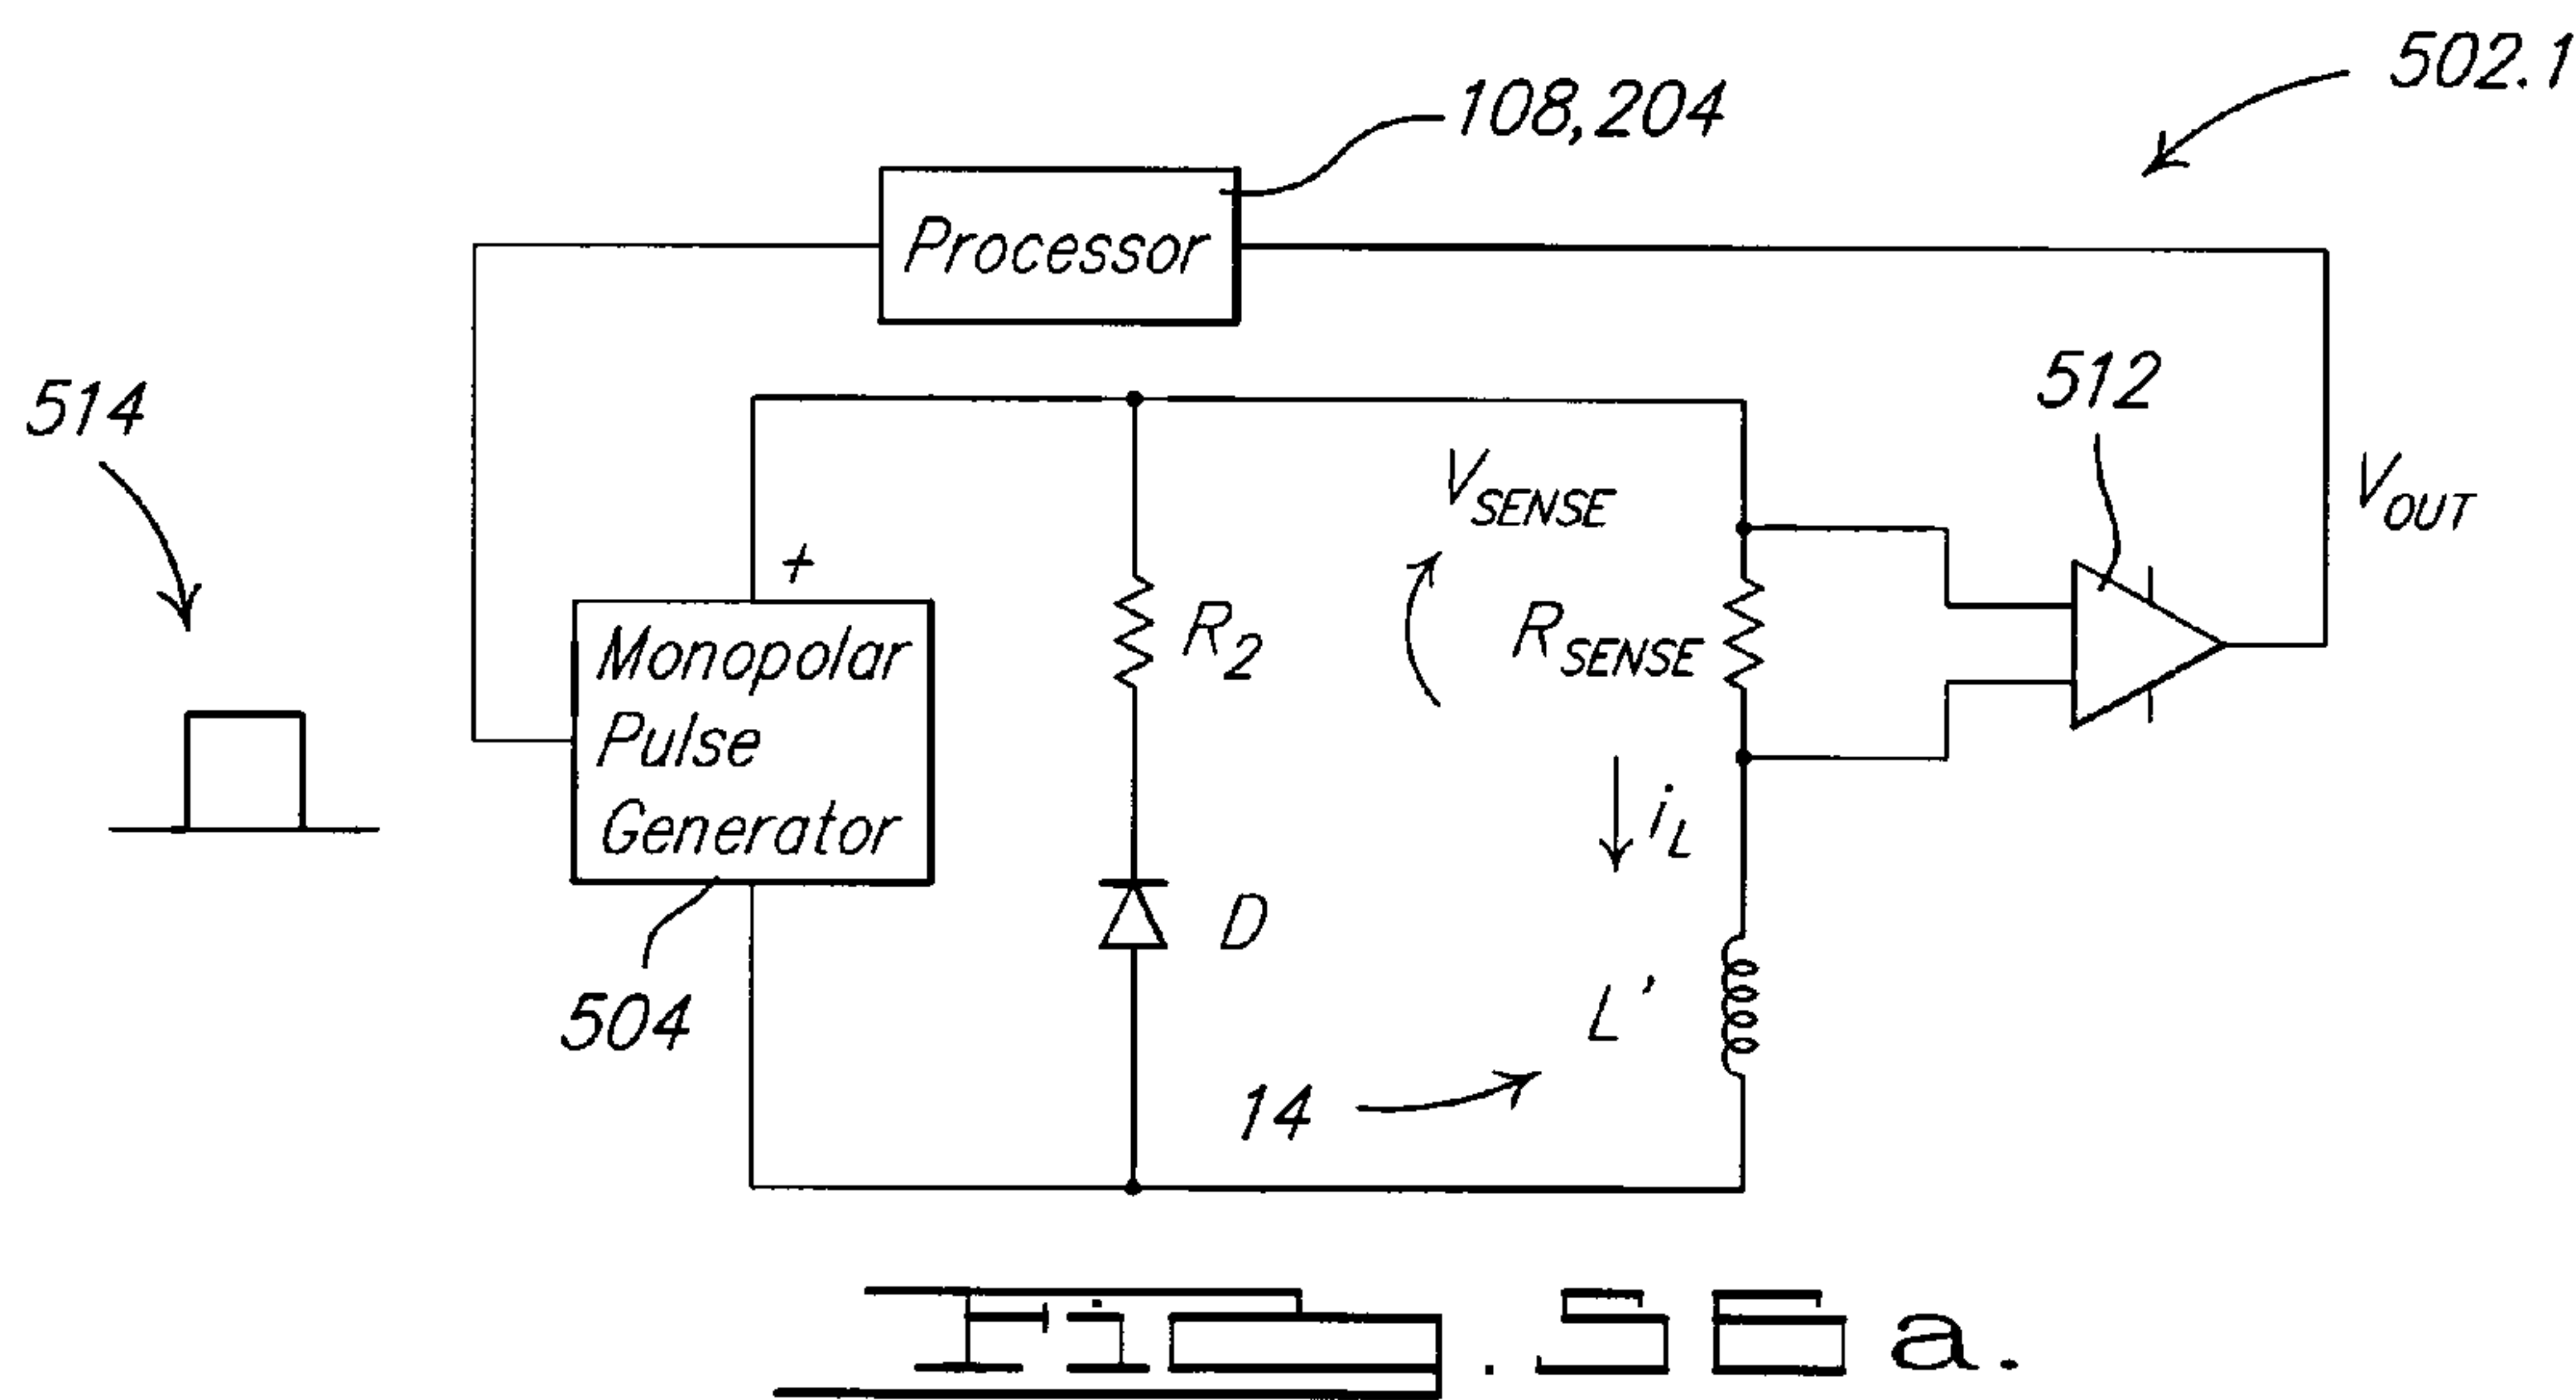 502.1
108,204
Processor
514
512
V_SENSE
V_OUT
+
Monopolar
Pulse
Generator
R_2
R_SENSE
i_L
D
504
L'
14
Fig. 56a.